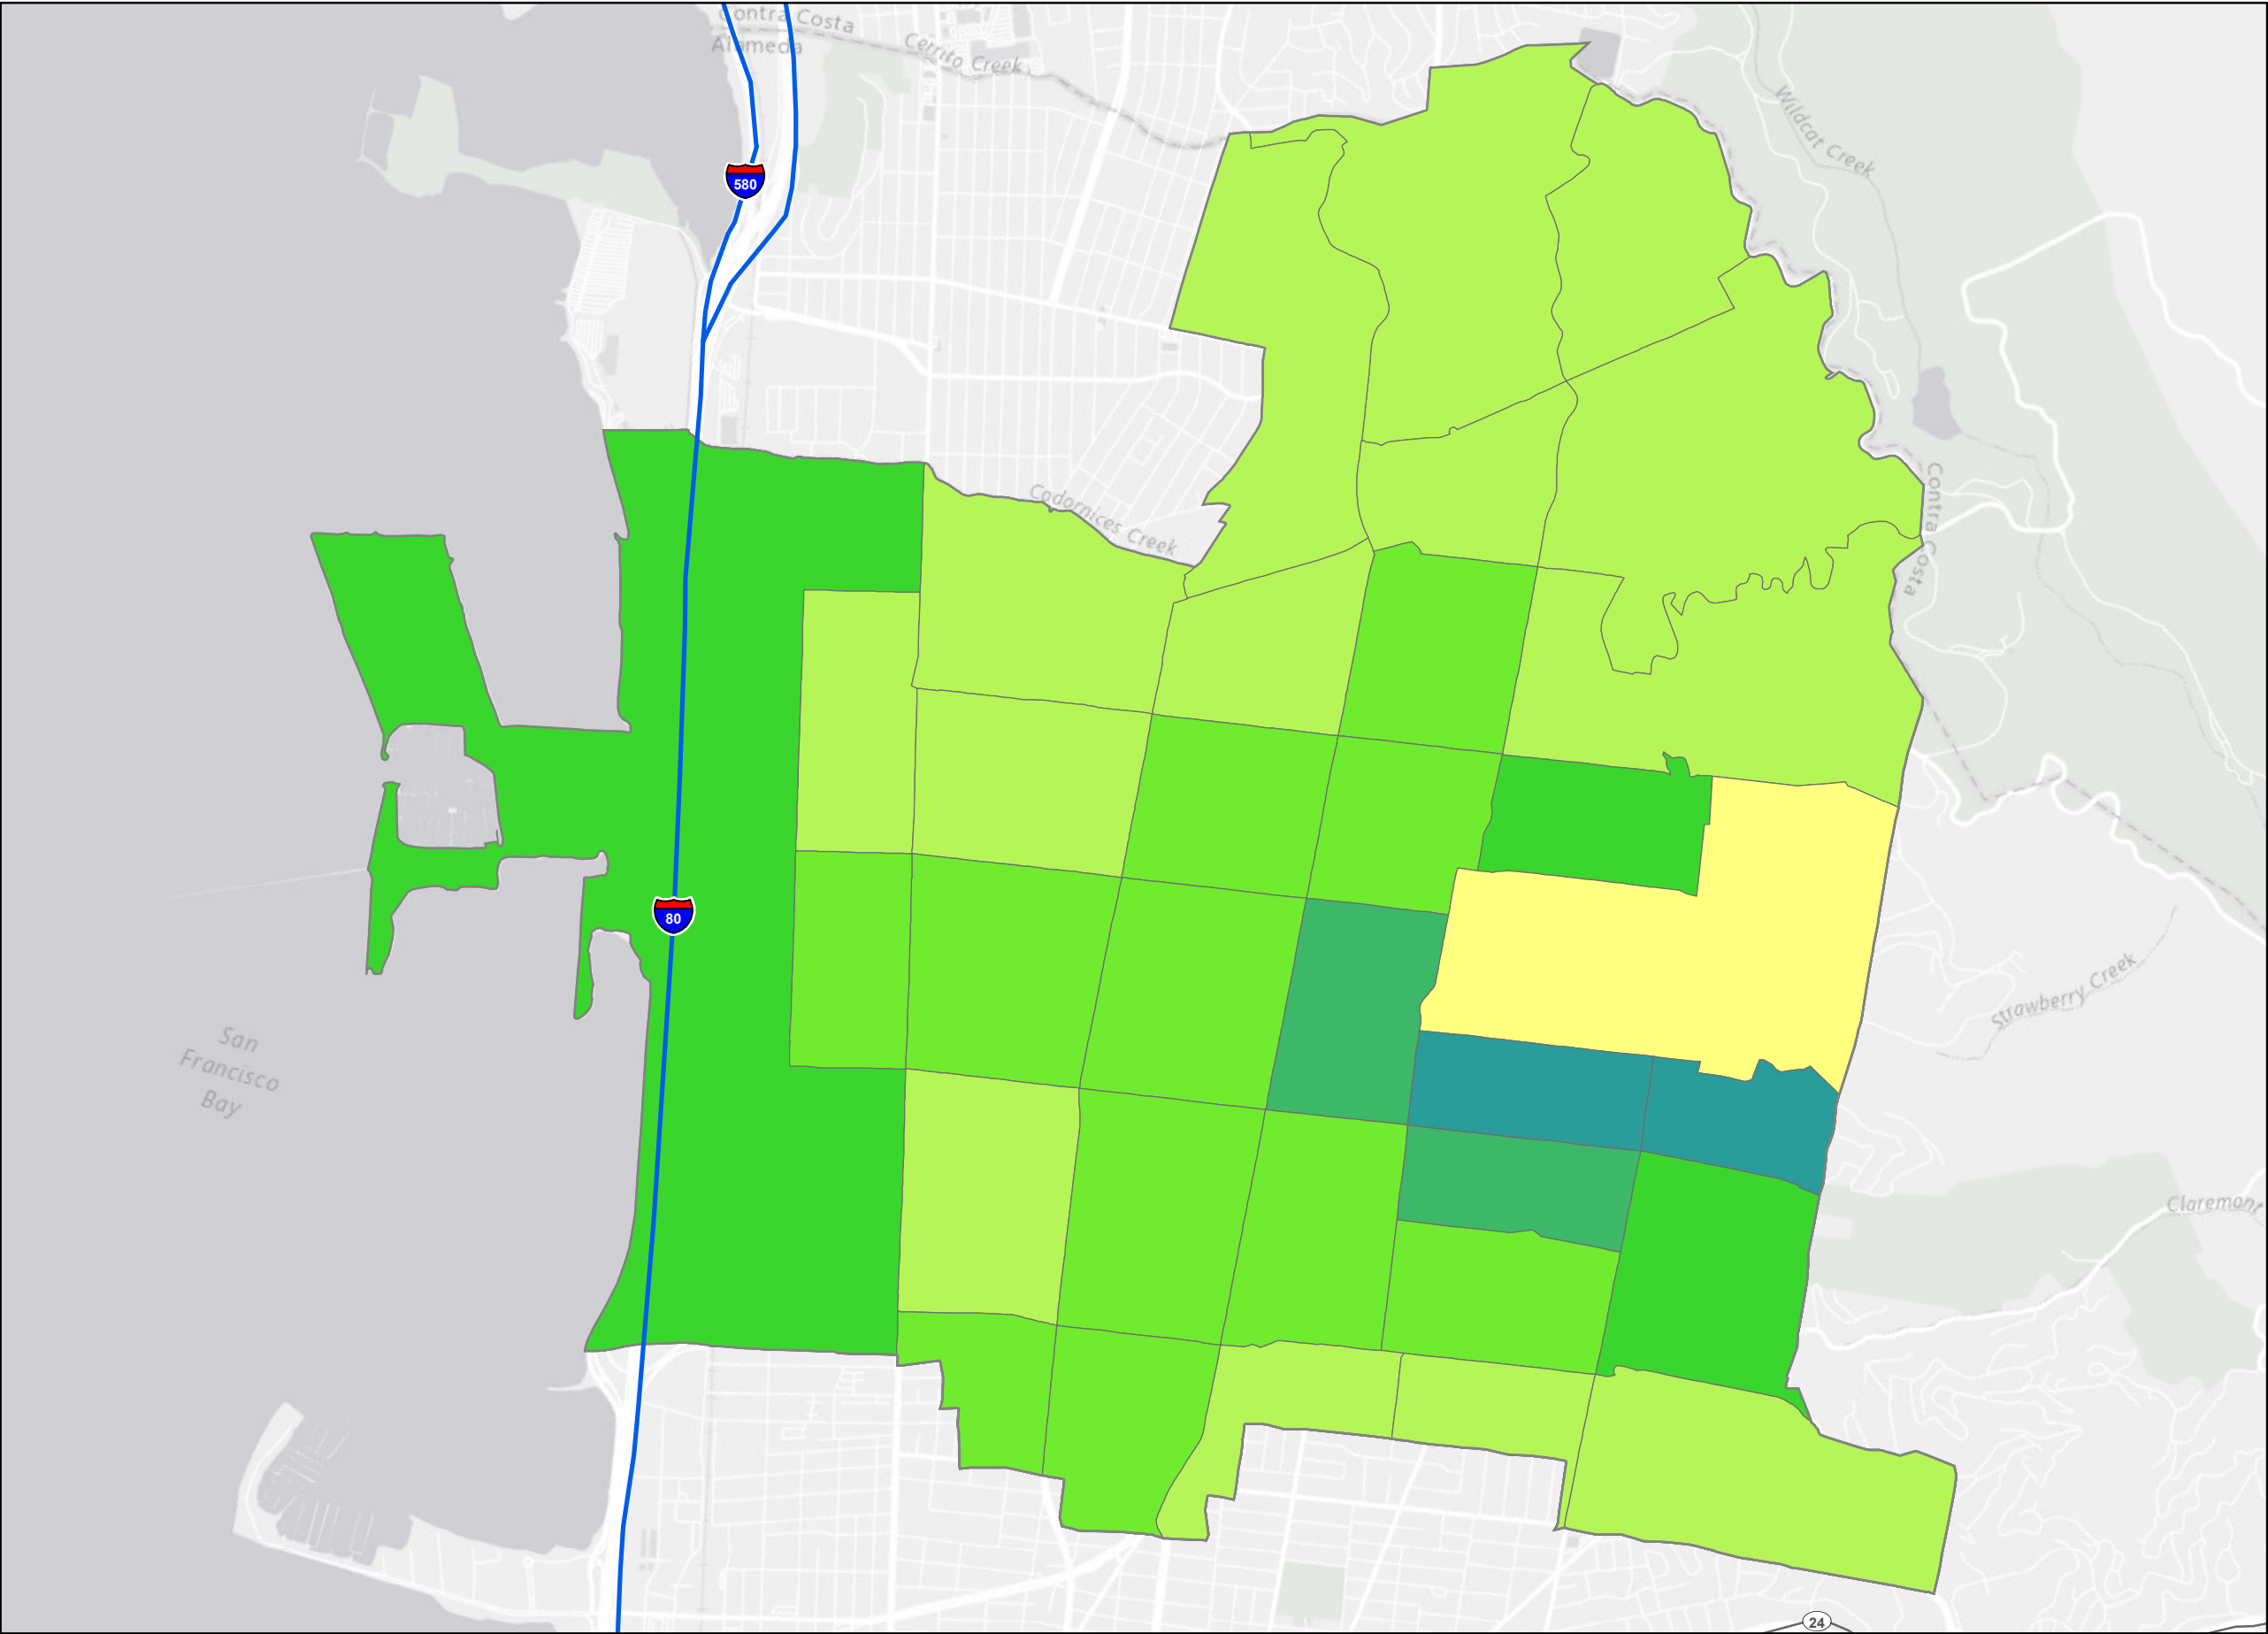 Contra Costa
Alameda
Cerrito Creek
Wildcat Creek
580
Codornices Creek
Contra Costa
80
San
Francisco
Bay
Strawberry Creek
Claremont
24